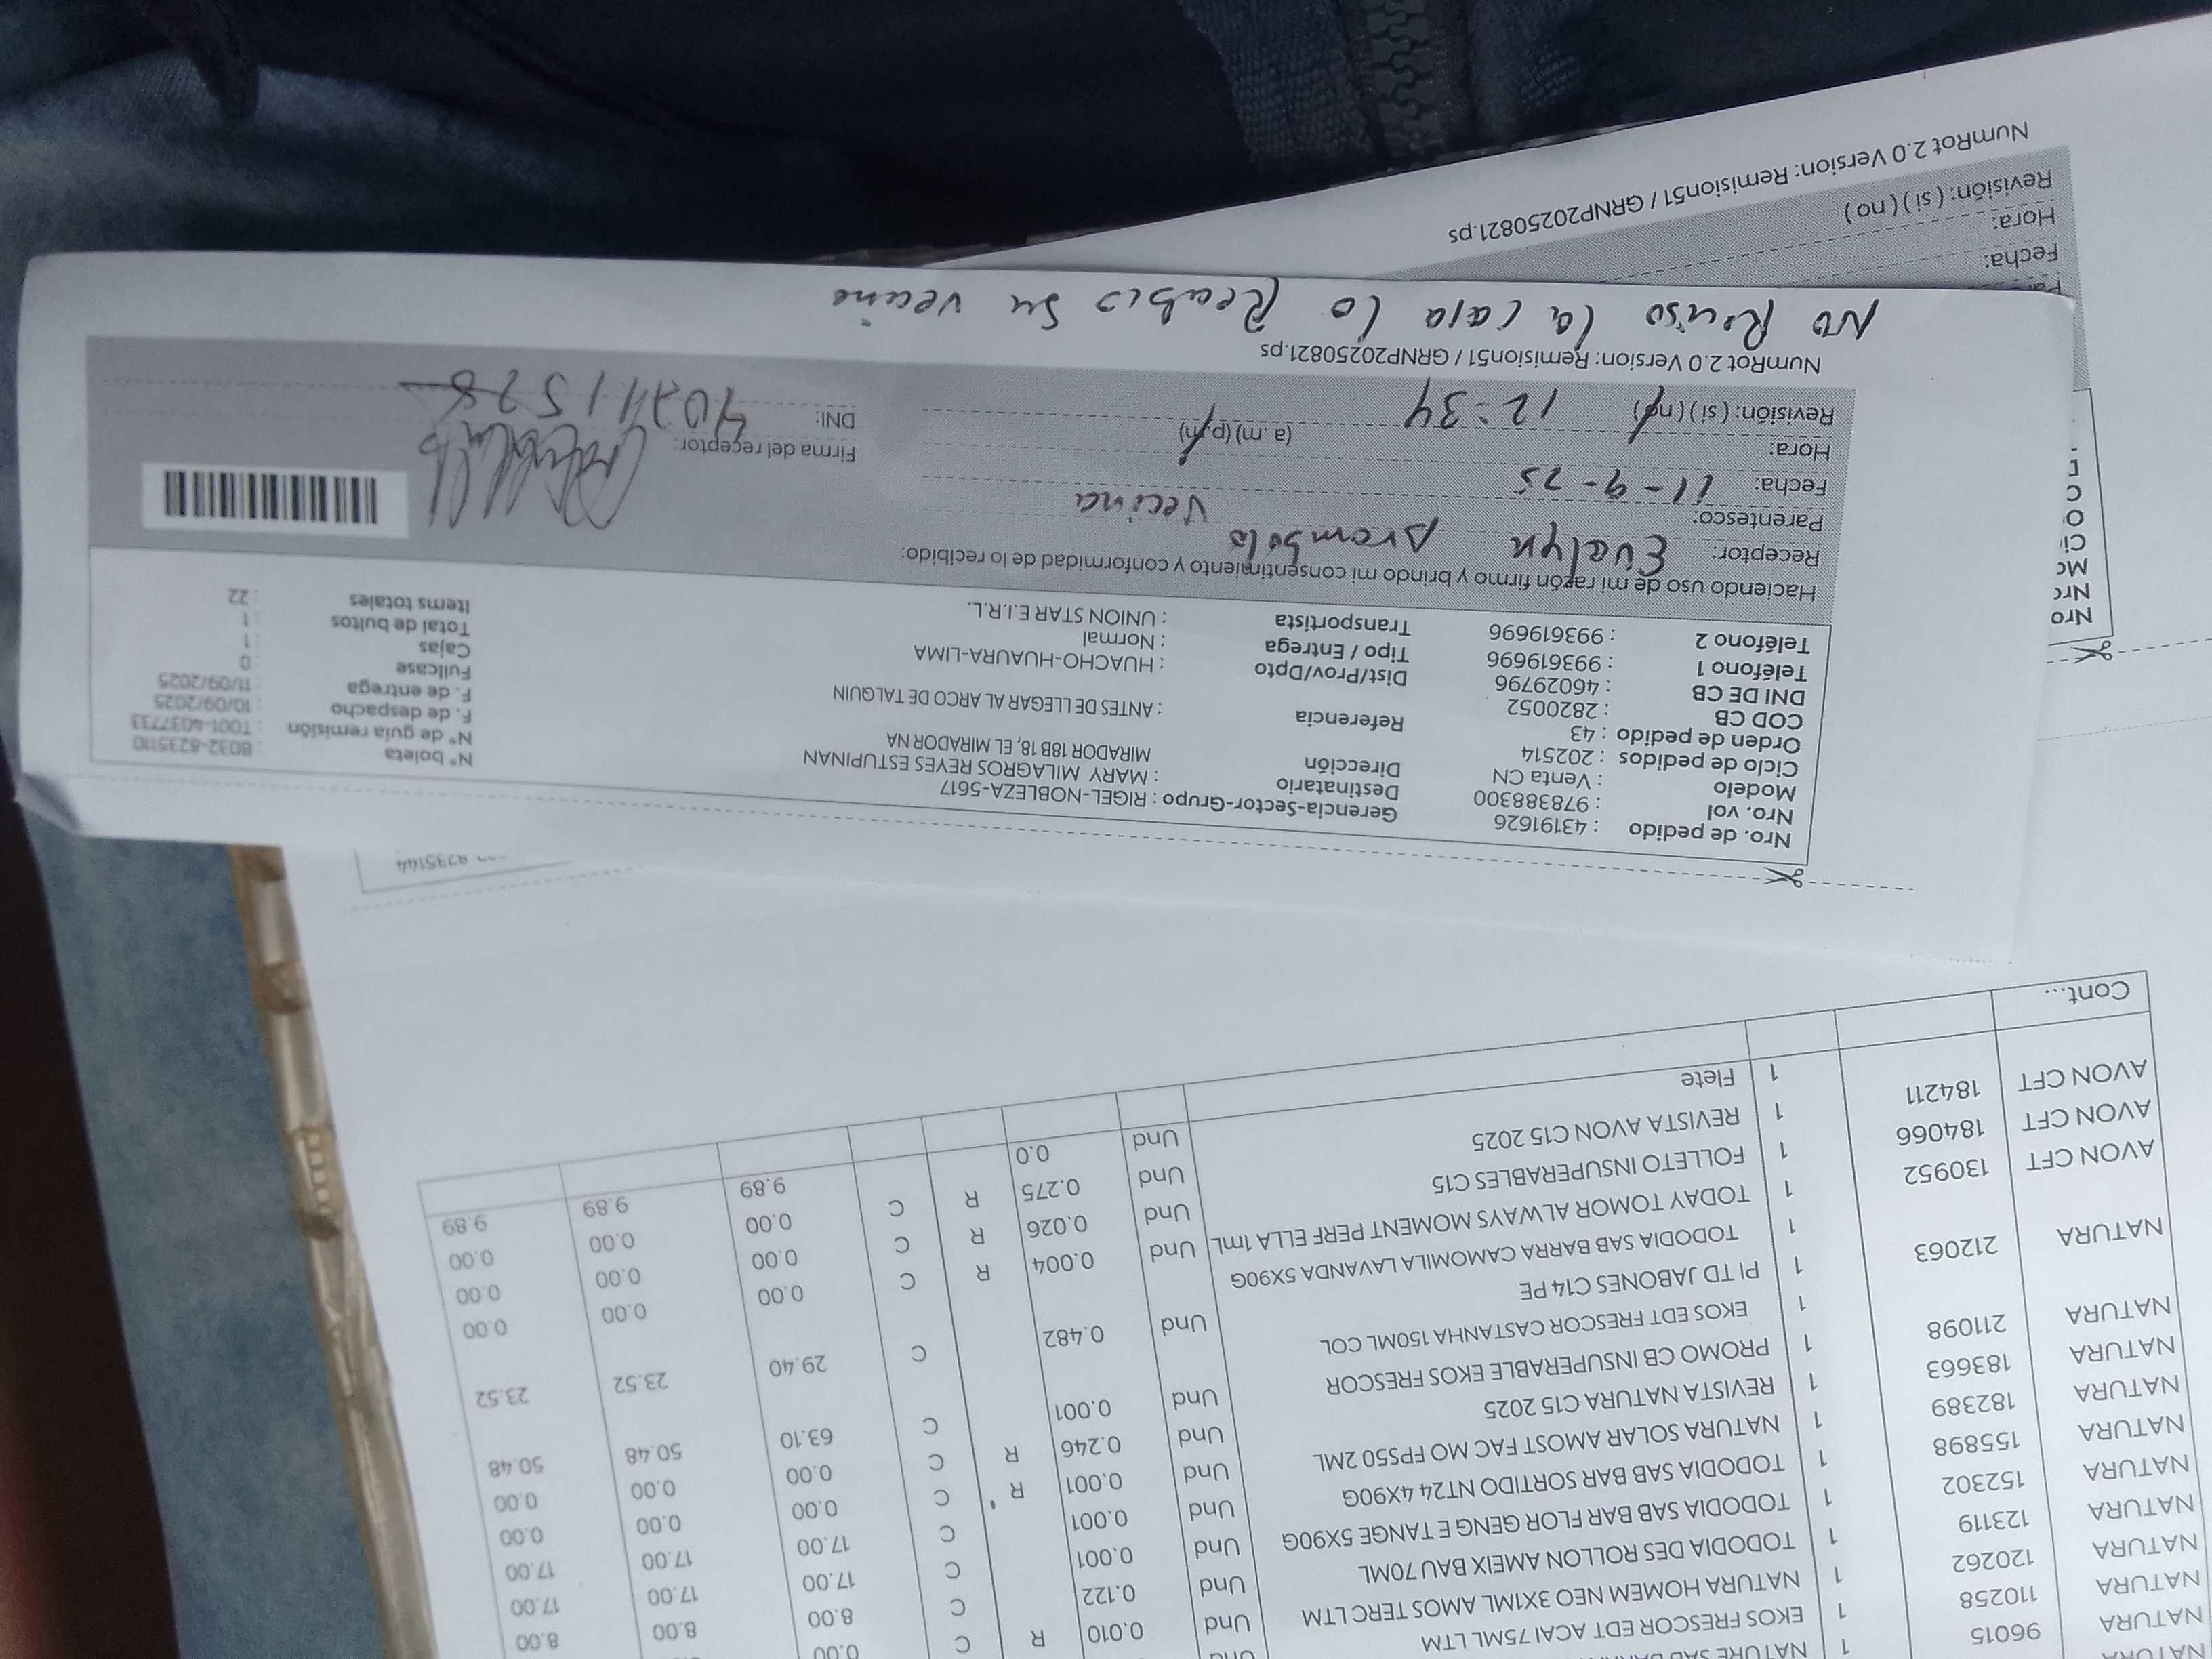 Nro. de pedido : 43191626 Gerencia-Sector-Grupo : RIGEL-NOBLEZA-5617
Nro. vol : 978388300 Destinatario : MARY MILAGROS REYES ESTUPINAN Nº boleta : B032-8235110
Modelo : Venta CN Dirección MIRADOR 18B 18, EL MIRADOR NA Nº de guía remisión : T001-4037733
Ciclo de pedidos : 202514 F. de despacho : 10/09/2025
Orden de pedido : 43 Referencia : ANTES DE LLEGAR AL ARCO DE TALQUIN F. de entrega : 11/09/2025
COD CB : 2820052 Fullcase : 0
DNI DE CB : 46029796 Dist/Prov/Dpto : HUACHO-HUAURA-LIMA Cajas : 1
Teléfono 1 : 993619696 Tipo / Entrega : Normal Total de bultos : 1
Teléfono 2 : 993619696 Transportista : UNION STAR E.I.R.L. Items totales : 22
Haciendo uso de mi razón firmo y brindo mi consentimiento y conformidad de lo recibido:
Receptor: Evelyn
Parentesco: Vecina
Fecha: 11-9-25
Hora: 12:34 (a.m)(p.m) Firma del receptor:
Revisión: (si)(no) DNI:
NumRot 2.0 Version: Remision51 / GRNP20250821.ps
NO la caja lo su
Fecha:
Hora:
Revisión: (si)(no)
NumRot 2.0 Version: Remision51 / GRNP20250821.ps
NATURA 96015 1 EKOS FRESCOR EDT ACAI 75ML LTM
NATURA 110258 1 NATURA HOMEM NEO 3X1ML AMOS TERC LTM Und 0.010 R C 0.00
NATURA 120262 1 TODODIA DES ROLLON AMEIX BAU 70ML Und 0.122 C 8.00 8.00 8.00
NATURA 123119 1 TODODIA SAB BAR FLOR GENG E TANGE 5X90G Und 0.001 C 17.00 17.00 17.00
NATURA 152302 1 TODODIA SAB BAR SORTIDO NT24 4X90G Und 0.001 C 17.00 17.00 17.00
NATURA 155898 1 NATURA SOLAR AMOST FAC MO FPS50 2ML Und 0.001 R C 0.00 0.00 0.00
NATURA 182389 1 REVISTA NATURA C15 2025 Und 0.246 R C 0.00 0.00 0.00
NATURA 183663 1 PROMO CB INSUPERABLE EKOS FRESCOR Und 0.001 C 63.10 50.48 50.48
NATURA 211098 1 EKOS EDT FRESCOR CASTANHA 150ML COL
1 PI TD JABONES C14 PE Und 0.482 C 29.40 23.52 23.52
NATURA 212063 1 TODODIA SAB BARRA CAMOMILA LAVANDA 5X90G
1 TODAY TOMOR ALWAYS MOMENT PERF ELLA 1mL Und 0.004 R C 0.00 0.00 0.00
AVON CFT 130952 1 FOLLETO INSUPERABLES C15 Und 0.026 R C 0.00 0.00 0.00
AVON CFT 184066 1 REVISTA AVON C15 2025 Und 0.275 R C 0.00 0.00 0.00
AVON CFT 184211 1 Flete Und 0.0 9.89 9.89 9.89
Cont...